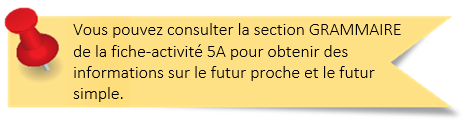 Vous pouvez consulter la section GRAMMAIRE
de la fiche-activité 5A pour obtenir des
informations sur le futur proche et le futur
simple.